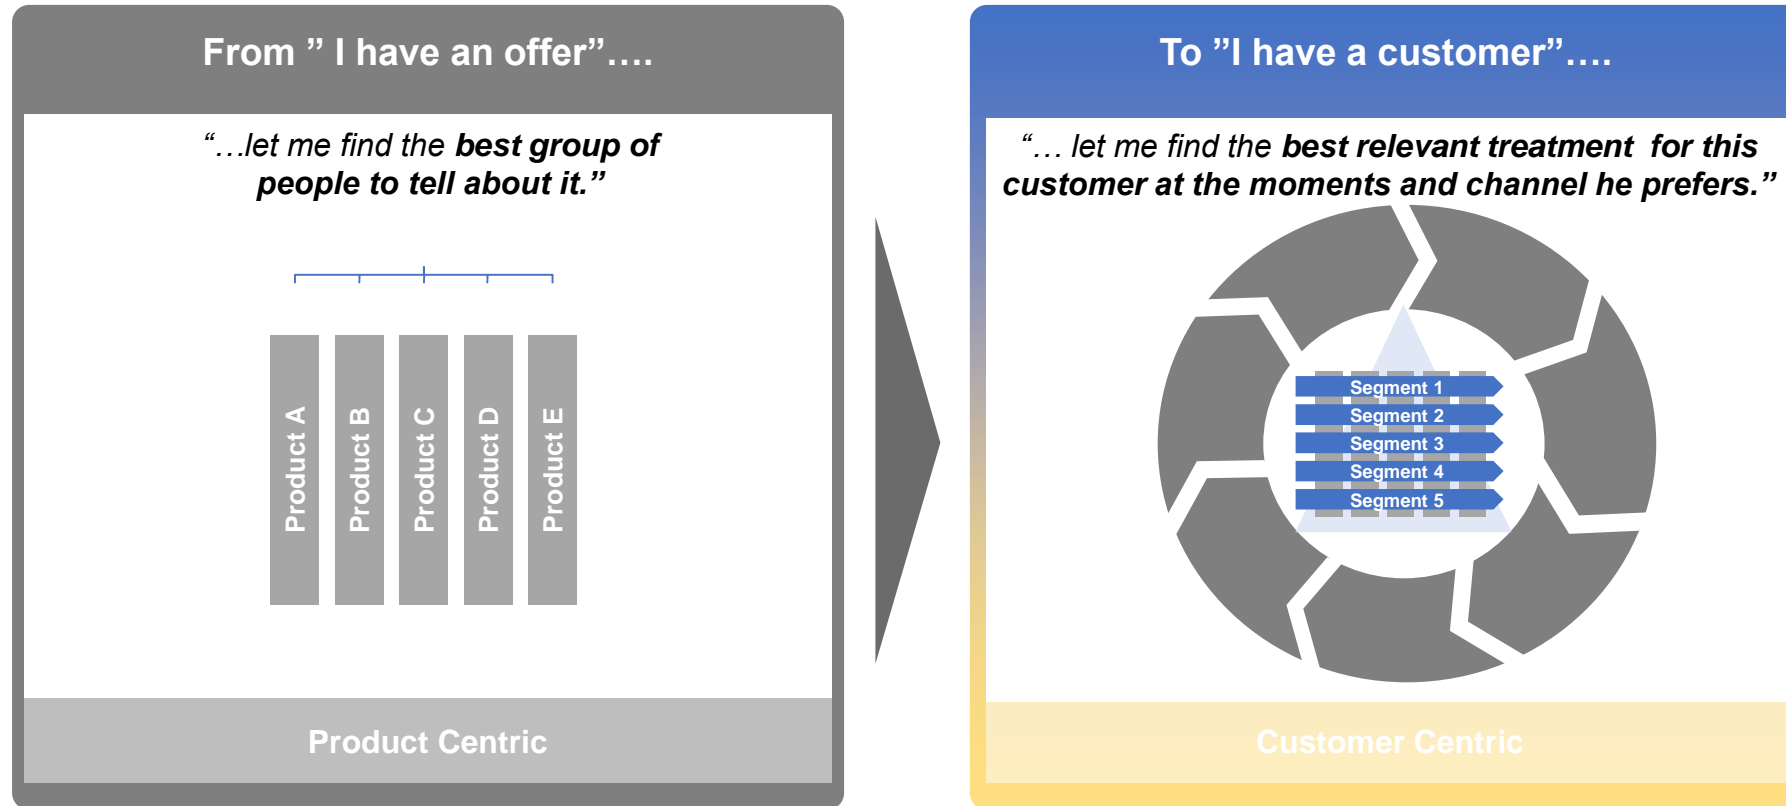 From ” I have an offer”….
“…let me find the best group of
people to tell about it.”
Product A
Product B
Product C
Product D
Product E
Product Centric
To ”I have a customer”….
“… let me find the best relevant treatment  for this
customer at the moments and channel he prefers.”
Segment 1
Segment 2
Segment 3
Segment 4
Segment 5
Customer Centric